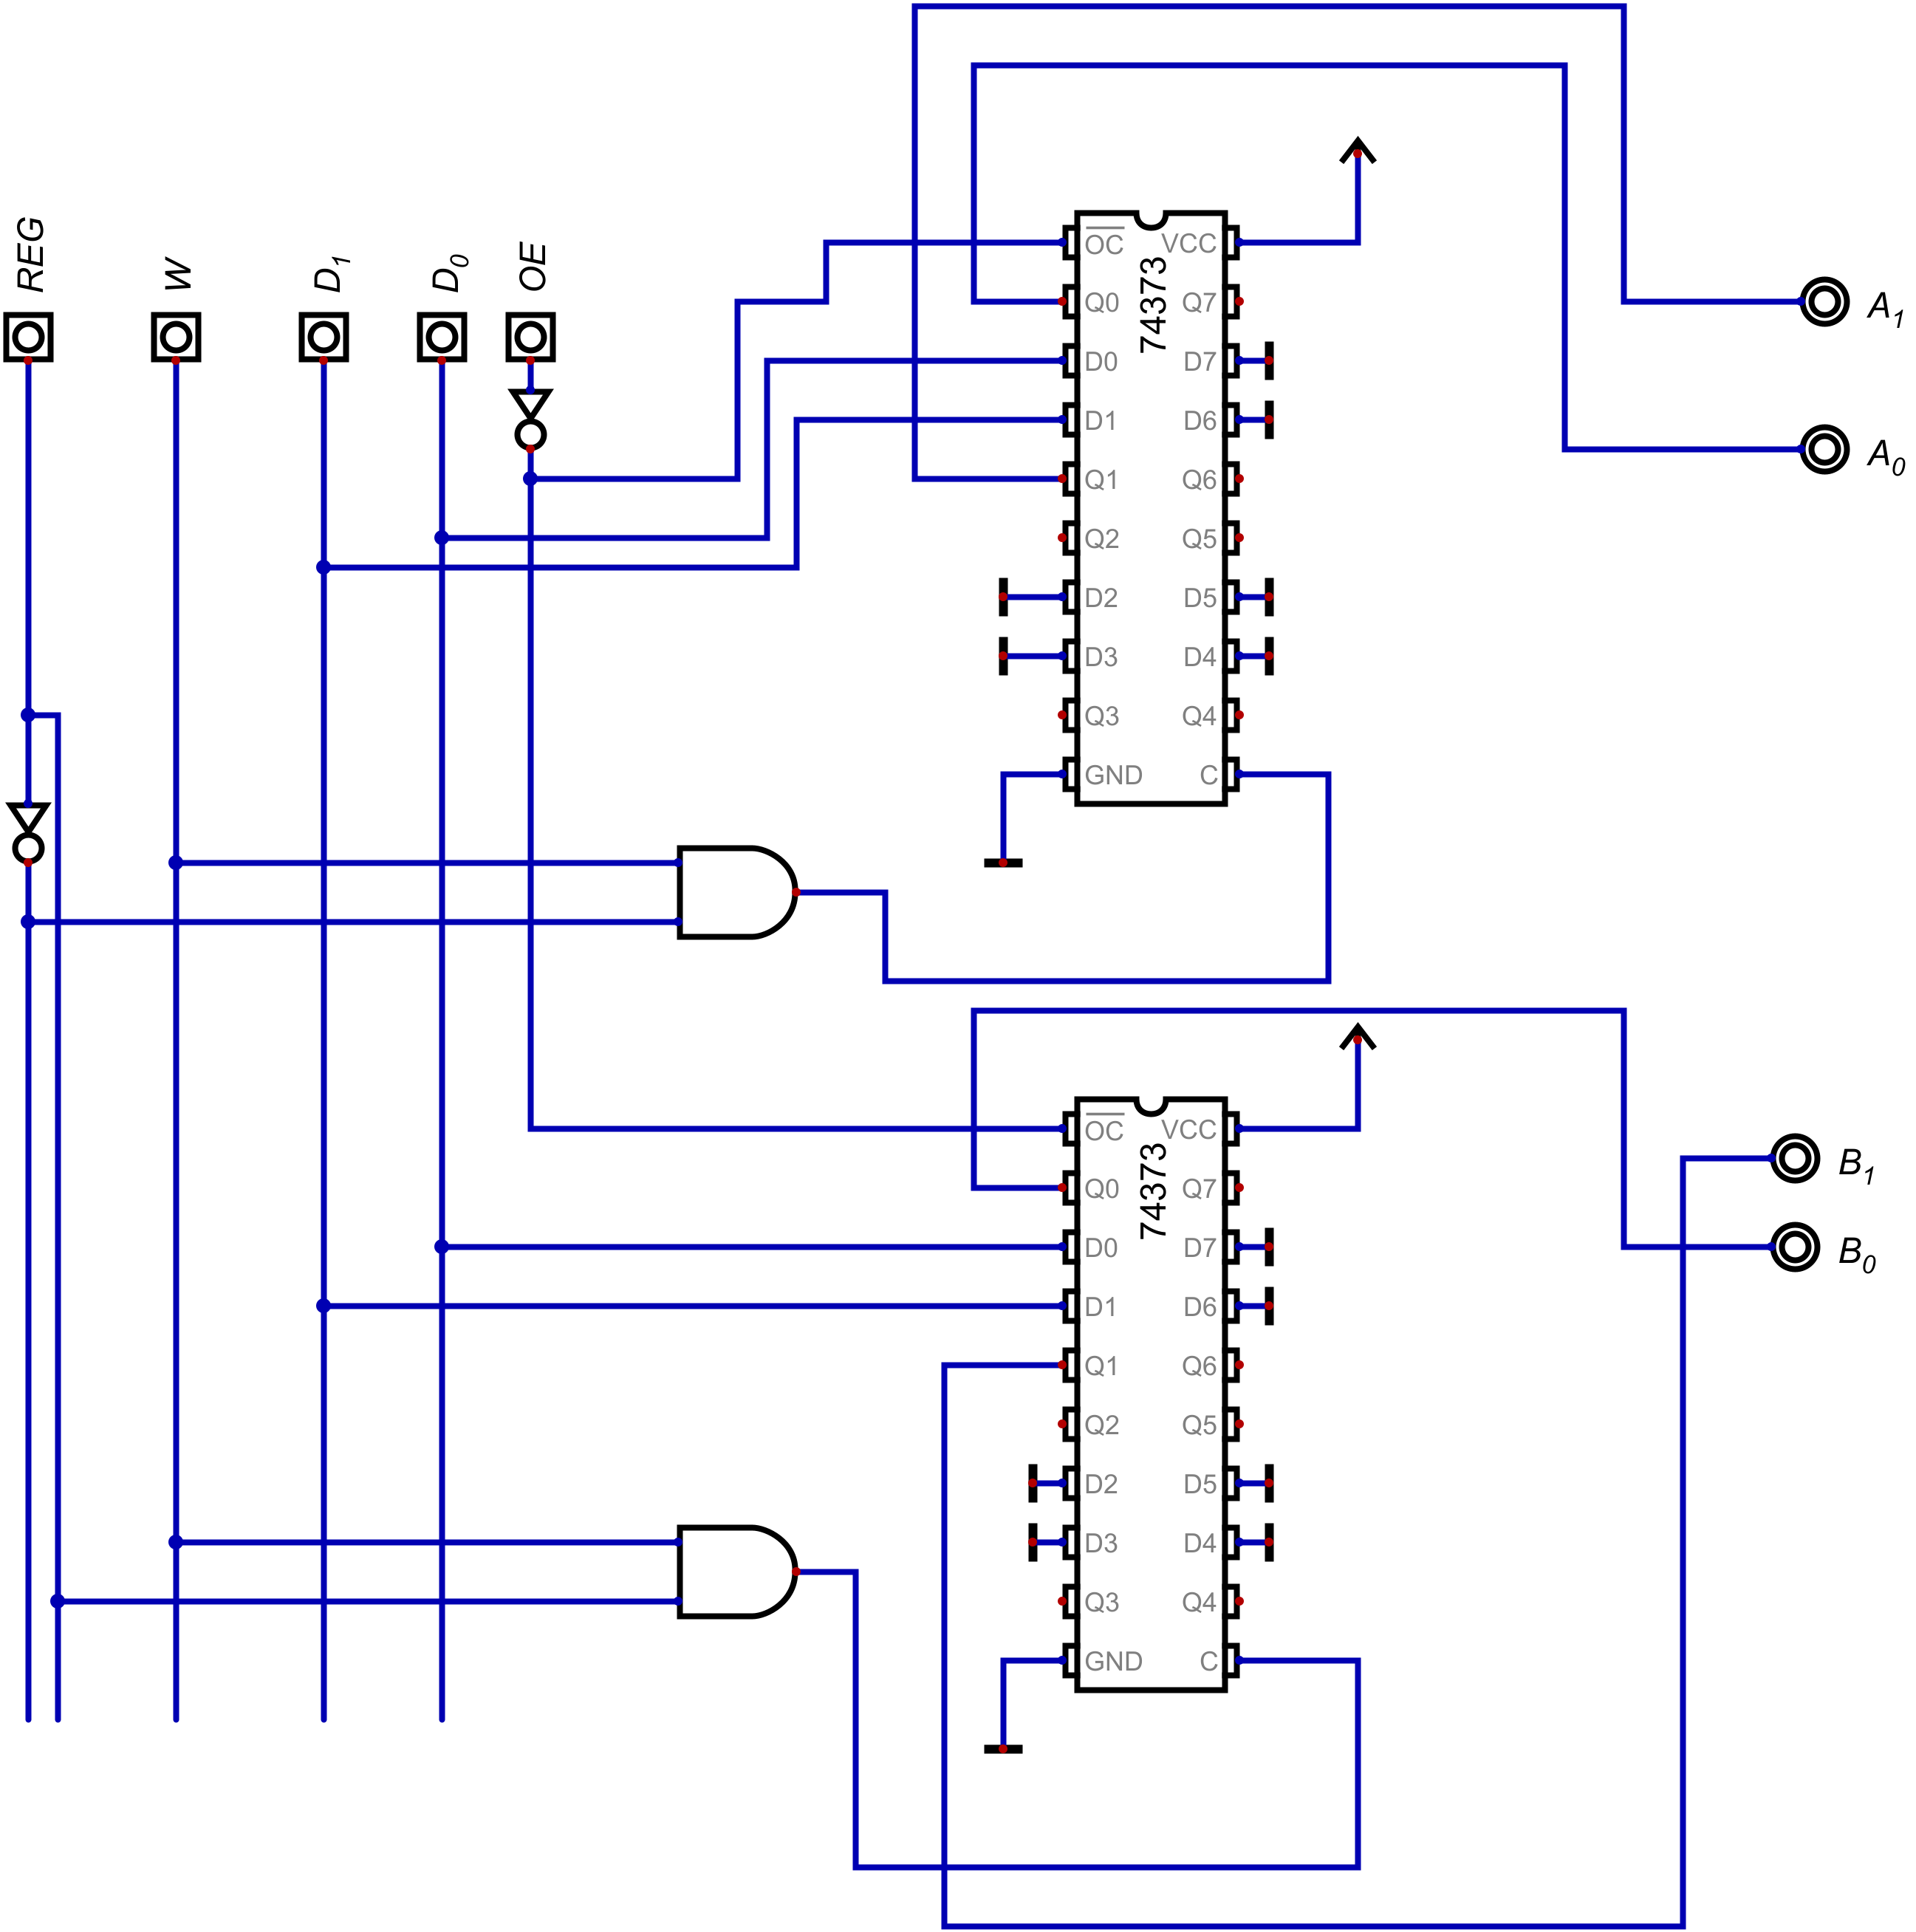 REG
W
D1
D0
OE
74373
OC VCC
Q0 Q7
D0 D7
D1 D6
Q1 Q6
Q2 Q5
D2 D5
D3 D4
Q3 Q4
GND C
A1
A0
74373
OC VCC
Q0 Q7
D0 D7
D1 D6
Q1 Q6
Q2 Q5
D2 D5
D3 D4
Q3 Q4
GND C
B1
B0